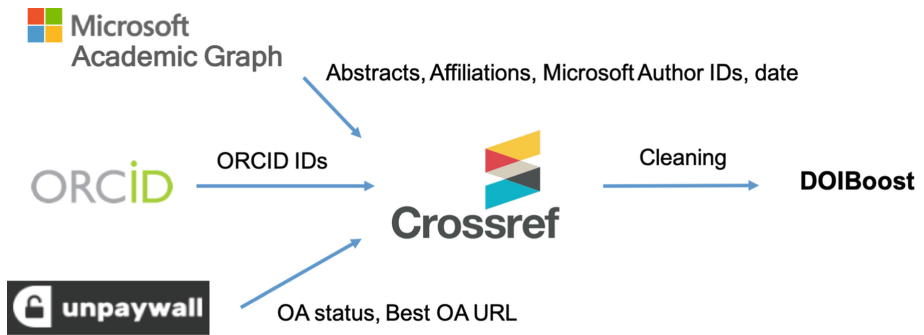 Microsoft
Academic Graph
Abstracts, Affiliations, Microsoft Author IDs, date
ORCID
ORCID IDs
Crossref
Cleaning
DOIBoost
unpaywall
OA status, Best OA URL